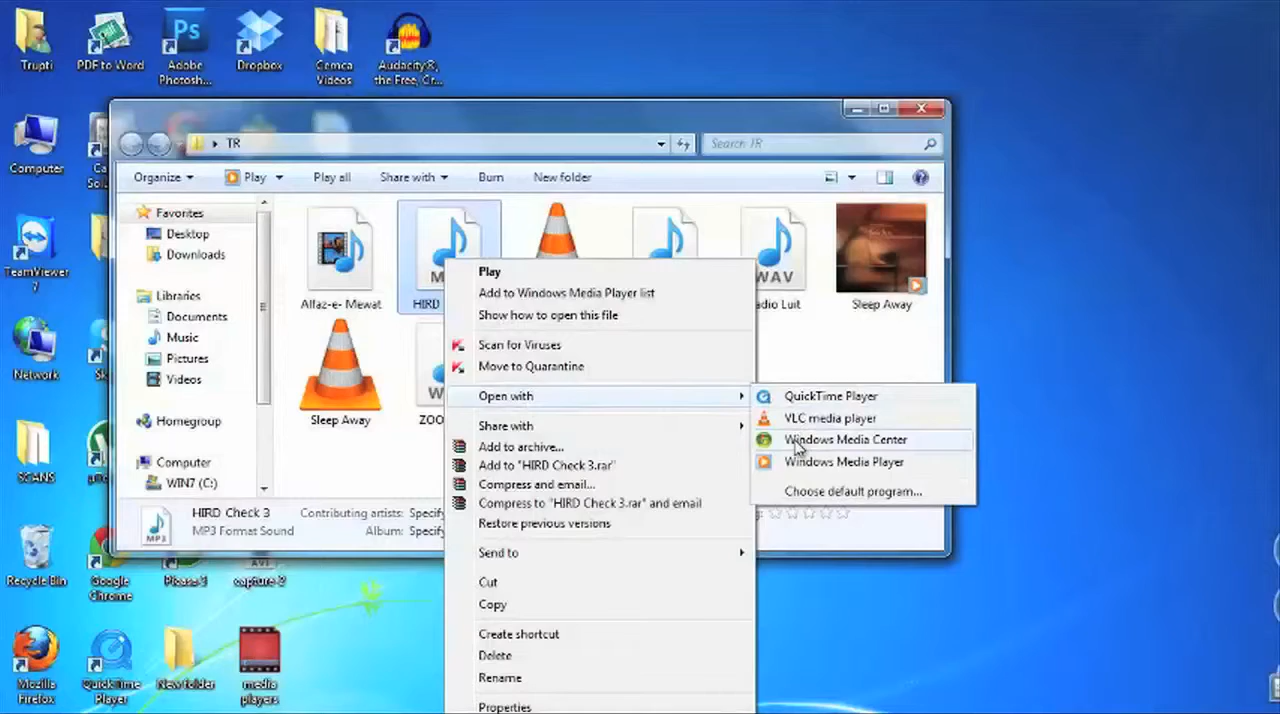 Trupti
PDF to Word
Adobe
Photosh...
Dropbox
Cemca
Videos
Audacity®,
the Free, Cr...
Computer
TeamViewer
7
Network
SCANS
Recycle Bin
Google
Chrome
capture-2
Mozilla
Firefox
QuickTime
Player
New folder
media
players
TR
Search TR
Organize
Play
Play all
Share with
Burn
New folder
Favorites
Desktop
Downloads
Libraries
Documents
Music
Pictures
Videos
Homegroup
Computer
WIN7 (C:)
Alfaz-e- Mewat
HIRD
WAV
Sleep Away
Sleep Away
ZOO
HIRD Check 3
MP3 Format Sound
Contributing artists: Specify
Album: Specify
MP3
Play
Add to Windows Media Player list
Show how to open this file
Scan for Viruses
Move to Quarantine
Open with
Share with
Add to archive...
Add to "HIRD Check 3.rar"
Compress and email...
Compress to "HIRD Check 3.rar" and email
Restore previous versions
Send to
Cut
Copy
Create shortcut
Delete
Rename
Properties
QuickTime Player
VLC media player
Windows Media Center
Windows Media Player
Choose default program...